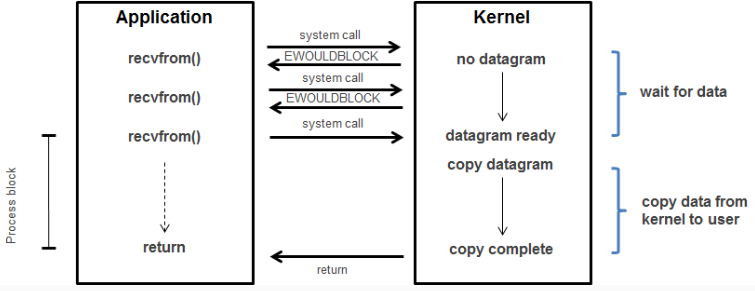 Application
Kernel
system call
recvfrom()
EWOULDBLOCK
no datagram
system call
wait for data
recvfrom()
EWOULDBLOCK
system call
recvfrom()
datagram ready
copy datagram
Process block
copy data from
kernel to user
return
copy complete
return